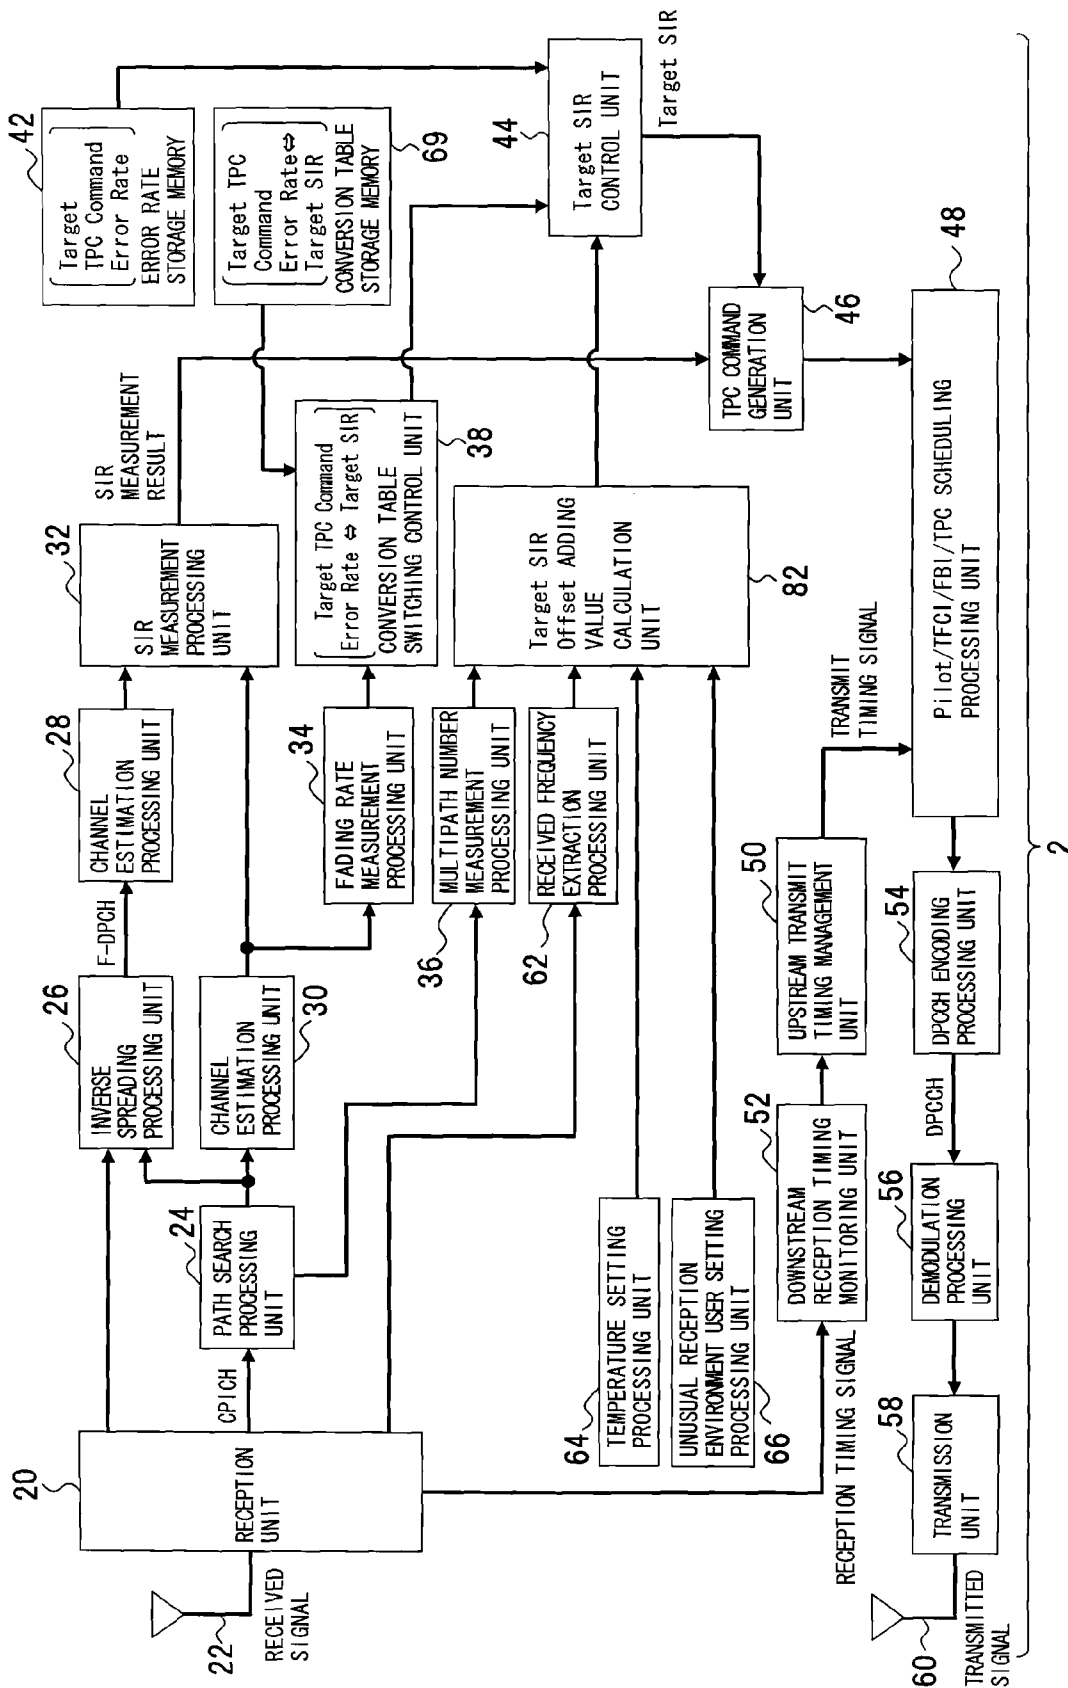 22
RECEIVED
SIGNAL
20
RECEPTION
UNIT
CPICH
24
PATH SEARCH
PROCESSING
UNIT
26
INVERSE
SPREADING
PROCESSING UNIT
F-DPCH
28
CHANNEL
ESTIMATION
PROCESSING UNIT
30
CHANNEL
ESTIMATION
PROCESSING UNIT
32
SIR
MEASUREMENT
PROCESSING
UNIT
SIR
MEASUREMENT
RESULT
34
FADING RATE
MEASUREMENT
PROCESSING UNIT
36
MULTIPATH NUMBER
MEASUREMENT
PROCESSING UNIT
62
RECEIVED FREQUENCY
EXTRACTION
PROCESSING UNIT
64
TEMPERATURE SETTING
PROCESSING UNIT
66
UNUSUAL RECEPTION
ENVIRONMENT USER SETTING
PROCESSING UNIT
38
Target TPC Command
Error Rate ⇔ Target SIR
CONVERSION TABLE
SWITCHING CONTROL UNIT
42
Target
TPC Command
Error Rate
ERROR RATE
STORAGE MEMORY
69
Target TPC
Command
Error Rate⇔
Target SIR
CONVERSION TABLE
STORAGE MEMORY
82
Target SIR
Offset ADDING
VALUE
CALCULATION
UNIT
44
Target SIR
CONTROL UNIT
Target SIR
46
TPC COMMAND
GENERATION
UNIT
48
Pilot/TFCI/FBI/TPC SCHEDULING
PROCESSING UNIT
RECEPTION TIMING SIGNAL
52
DOWNSTREAM
RECEPTION TIMING
MONITORING UNIT
50
UPSTREAM TRANSMIT
TIMING MANAGEMENT
UNIT
TRANSMIT
TIMING SIGNAL
54
DPCCH ENCODING
PROCESSING UNIT
DPCCH
56
DEMODULATION
PROCESSING
UNIT
58
TRANSMISSION
UNIT
60
TRANSMITTED
SIGNAL
2